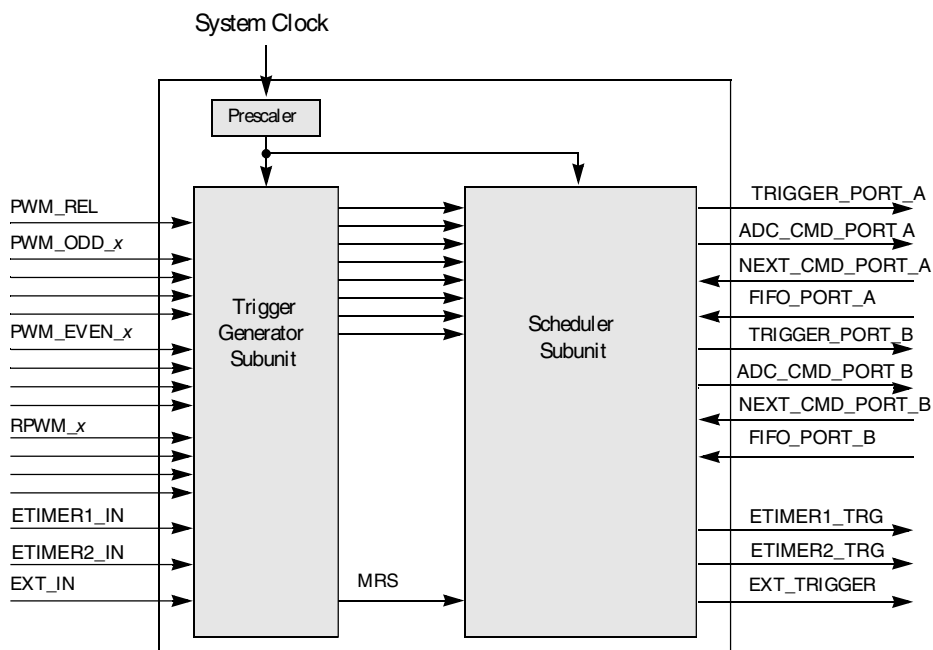 System Clock
Prescaler
PWM_REL
PWM_ODD_x
PWM_EVEN_x
RPWM_x
ETIMER1_IN
ETIMER2_IN
EXT_IN
Trigger
Generator
Subunit
MRS
Scheduler
Subunit
TRIGGER_PORT_A
ADC_CMD_PORT A
NEXT_CMD_PORT_A
FIFO_PORT_A
TRIGGER_PORT_B
ADC_CMD_PORT B
NEXT_CMD_PORT_B
FIFO_PORT_B
ETIMER1_TRG
ETIMER2_TRG
EXT_TRIGGER